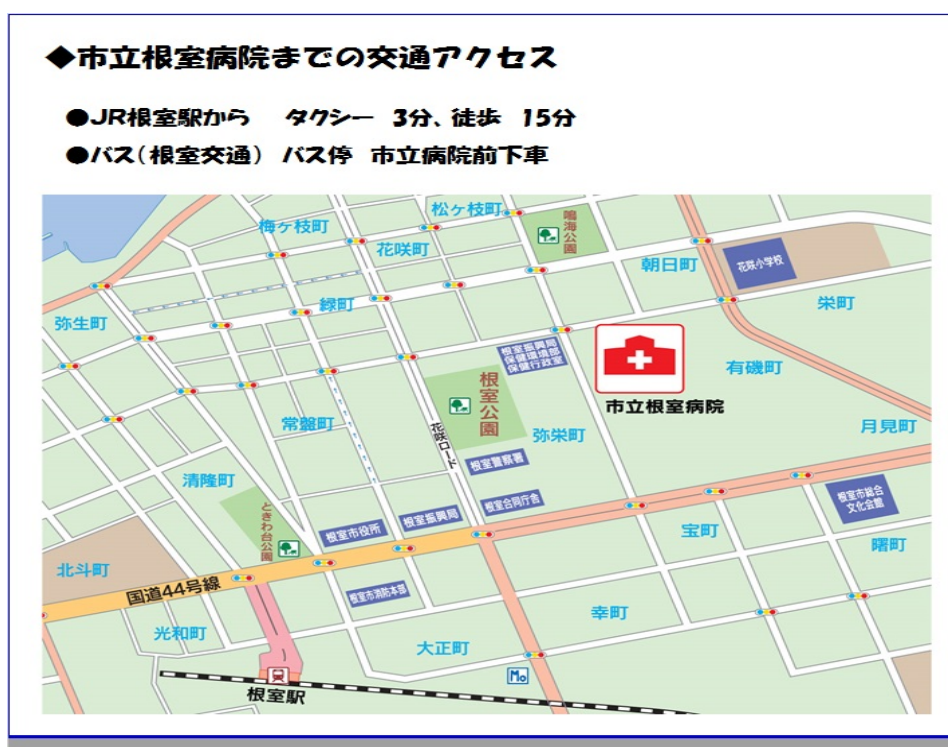 ◆市立根室病院までの交通アクセス
●JR根室駅から　タクシー　3分、徒歩　15分
●バス(根室交通)　バス停　市立病院前下車
松ヶ枝町
梅ヶ枝町
鳴海公園
花咲町
朝日町
花咲小学校
緑町
栄町
弥生町
根室振興局
保健環境部
保健行政室
有磯町
根室公園
市立根室病院
常盤町
花咲ロード
弥栄町
月見町
根室警察署
清隆町
根室市総合
文化会館
ときわ台公園
根室合同庁舎
根室振興局
根室市役所
宝町
曙町
北斗町
国道44号線
根室市消防本部
幸町
光和町
大正町
Mo
根室駅